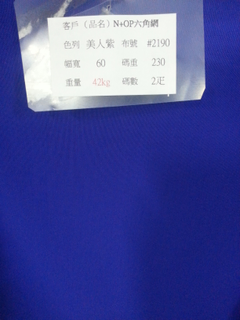 客戶 (品名) N+OP六角網
色列 美人紫 布號 #2190
幅寬 60 碼重 230
重量 42kg 碼數 2疋